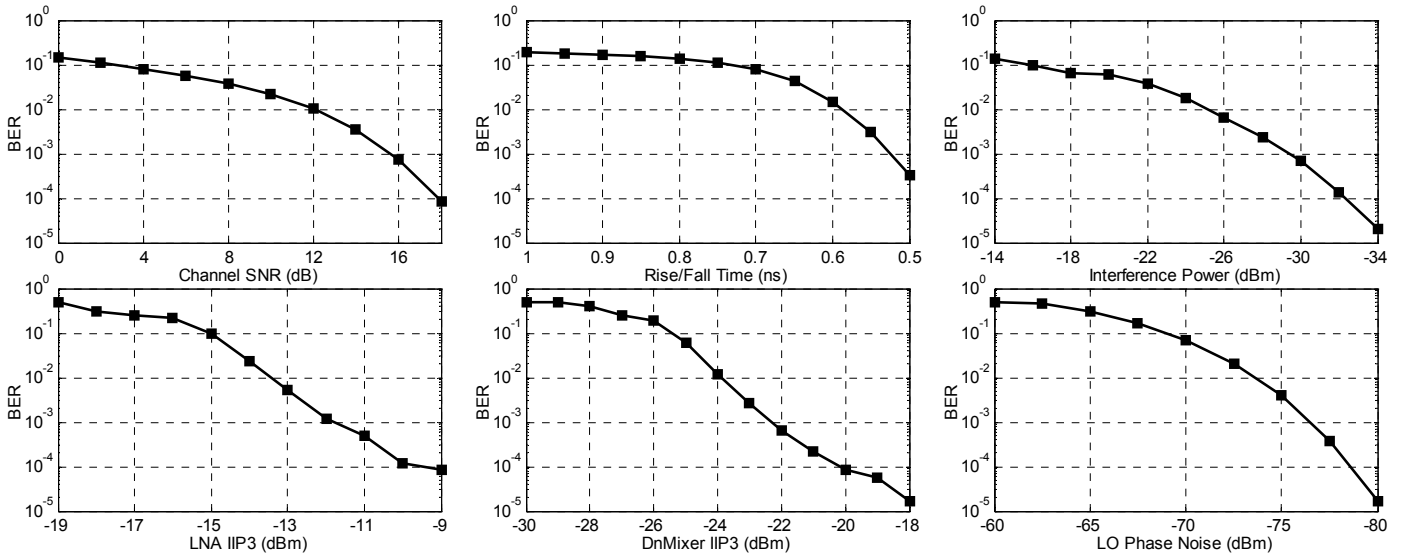 10^0
10^-1
10^-2
10^-3
10^-4
10^-5
BER
0 4 8 12 16
Channel SNR (dB)
10^0
10^-1
10^-2
10^-3
10^-4
10^-5
BER
1 0.9 0.8 0.7 0.6 0.5
Rise/Fall Time (ns)
10^0
10^-1
10^-2
10^-3
10^-4
10^-5
BER
-14 -18 -22 -26 -30 -34
Interference Power (dBm)
10^0
10^-1
10^-2
10^-3
10^-4
10^-5
BER
-19 -17 -15 -13 -11 -9
LNA IIP3 (dBm)
10^0
10^-1
10^-2
10^-3
10^-4
10^-5
BER
-30 -28 -26 -24 -22 -20 -18
DnMixer IIP3 (dBm)
10^0
10^-1
10^-2
10^-3
10^-4
10^-5
BER
-60 -65 -70 -75 -80
LO Phase Noise (dBm)